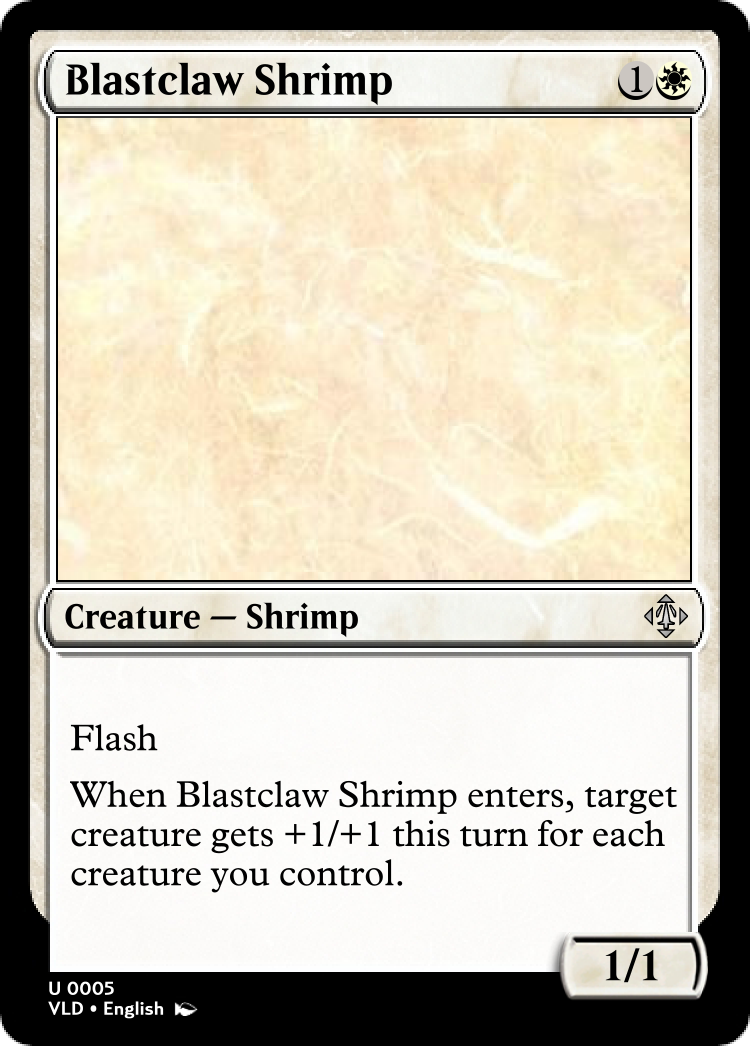 Blastclaw Shrimp 1
Creature — Shrimp
Flash
When Blastclaw Shrimp enters, target
creature gets +1/+1 this turn for each
creature you control.
1/1
U 0005
VLD • English